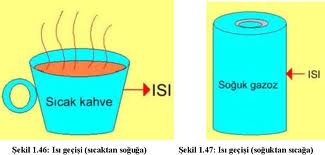 Sıcak kahve
ISI
Soğuk gazoz
ISI
Şekil 1.46: Isı geçişi (sıcaktan soğuğa)
Şekil 1.47: Isı geçişi (soğuktan sıcağa)